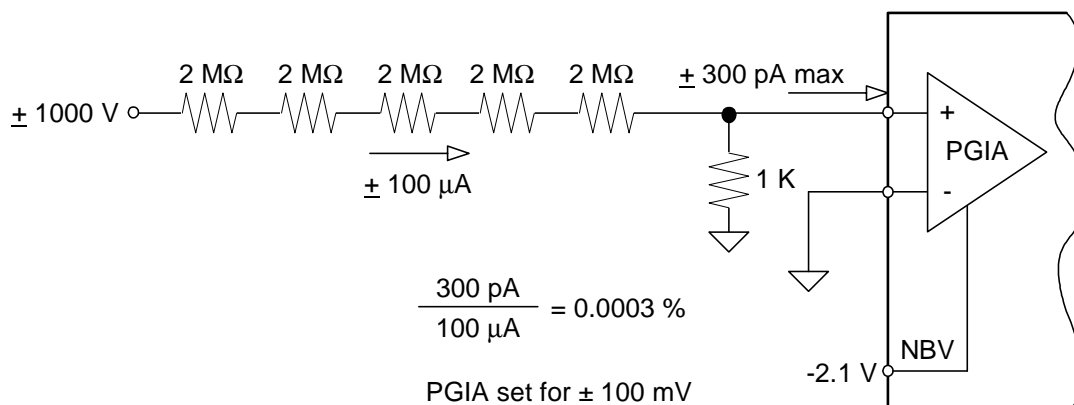 2 MΩ 2 MΩ 2 MΩ 2 MΩ 2 MΩ
± 300 pA max
± 1000 V
+
PGIA
-
± 100 µA
1 K
300 pA
100 µA
= 0.0003 %
NBV
-2.1 V
PGIA set for ± 100 mV